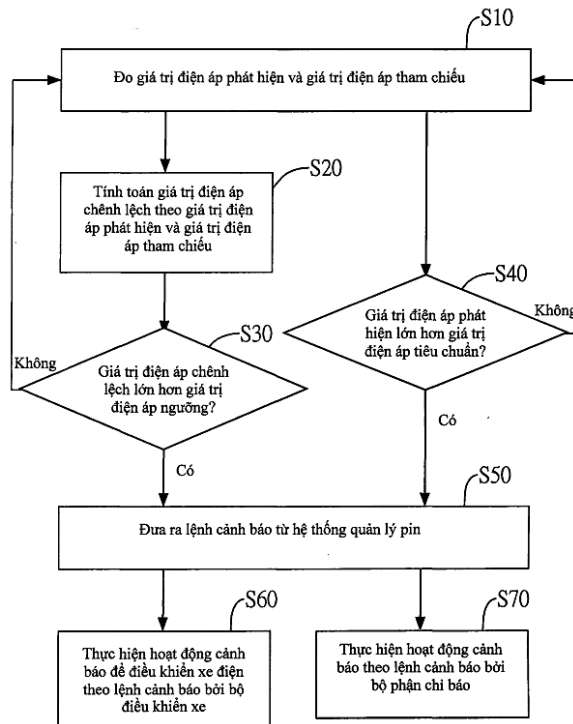 S10
Đo giá trị điện áp phát hiện và giá trị điện áp tham chiếu
S20
Tính toán giá trị điện áp
chênh lệch theo giá trị điện
áp phát hiện và giá trị điện
áp tham chiếu
S40
Giá trị điện áp phát
hiện lớn hơn giá trị
điện áp tiêu chuẩn?
Không
S30
Không
Giá trị điện áp chênh
lệch lớn hơn giá trị
điện áp ngưỡng?
Có
Có
S50
Đưa ra lệnh cảnh báo từ hệ thống quản lý pin
S60
Thực hiện hoạt động cảnh
báo để điều khiển xe điện
theo lệnh cảnh báo bởi bộ
điều khiển xe
S70
Thực hiện hoạt động cảnh
báo theo lệnh cảnh báo bởi
bộ phận chỉ báo